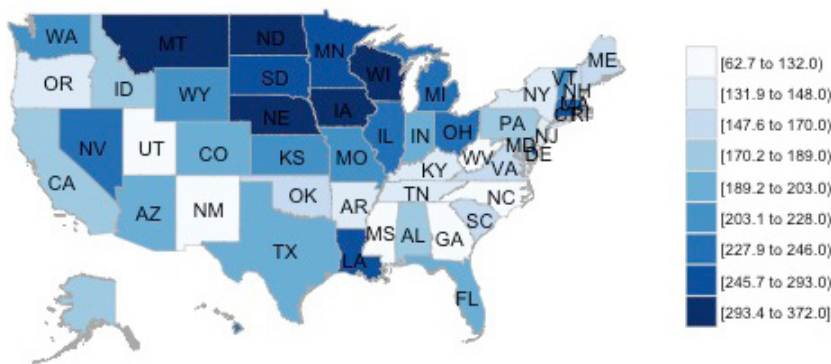 WA
MT
ND
MN
ME
OR
ID
SD
WI
MI
VT
NH
NY
WY
IA
NE
PA
NV
UT
CO
IL
IN
OH
NJ
MD
DE
RI
CA
KS
MO
WV
VA
KY
AZ
NM
OK
AR
TN
NC
SC
TX
LA
MS
AL
GA
FL
[62.7 to 132.0)
[131.9 to 148.0)
[147.6 to 170.0)
[170.2 to 189.0)
[189.2 to 203.0)
[203.1 to 228.0)
[227.9 to 246.0)
[245.7 to 293.0)
[293.4 to 372.0]